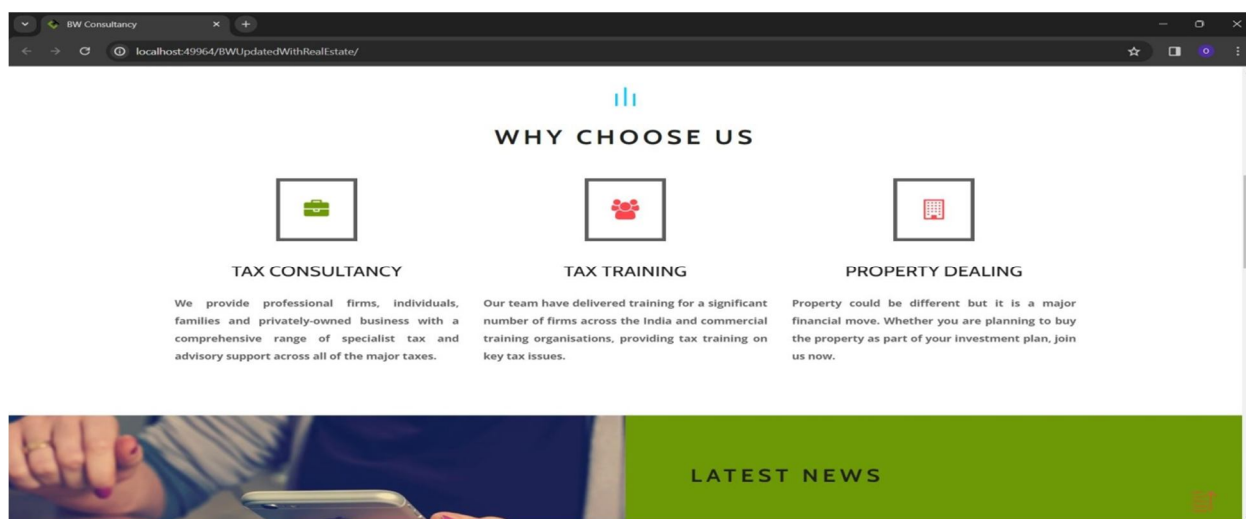 BW Consultancy
localhost:49964/BWUpdatedWithRealEstate/
O
WHY CHOOSE US
TAX CONSULTANCY
We provide professional firms, individuals,
families and privately-owned business with a
comprehensive range of specialist tax and
advisory support across all of the major taxes.
TAX TRAINING
Our team have delivered training for a significant
number of firms across the India and commercial
training organisations, providing tax training on
key tax issues.
PROPERTY DEALING
Property could be different but it is a major
financial move. Whether you are planning to buy
the property as part of your investment plan, join
us now.
LATEST NEWS